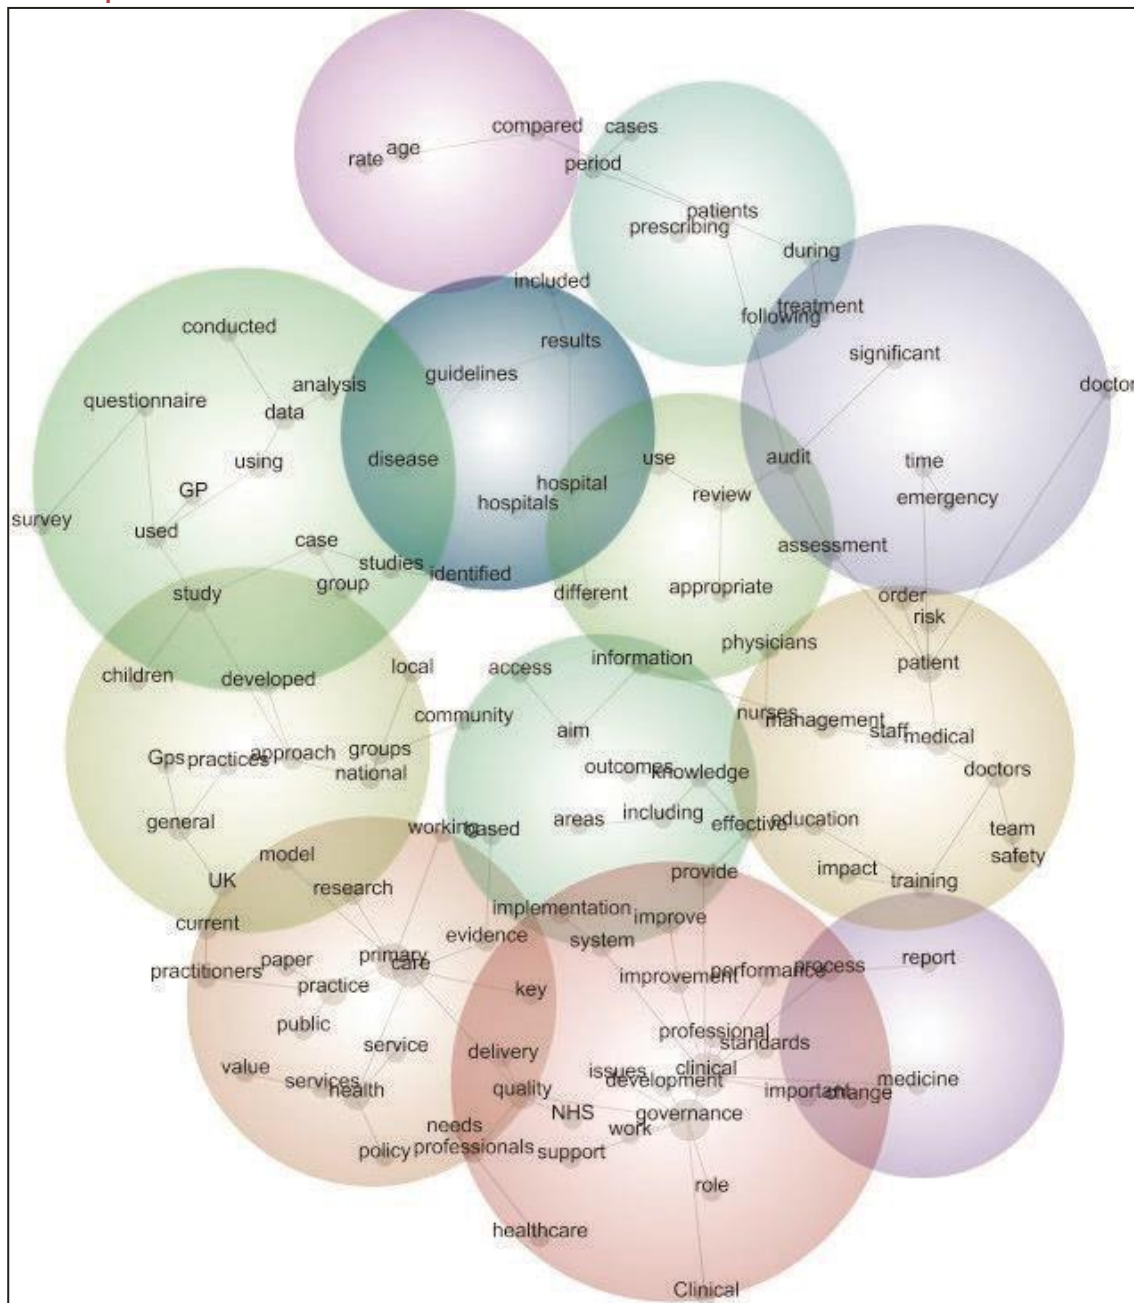 compared
cases
rate
age
period
patients
prescribing
during
included
treatment
following
conducted
results
significant
guidelines
analysis
doctor
questionnaire
data
using
disease
use
audit
time
GP
hospital
review
emergency
hospitals
survey
used
case
assessment
studies
identified
group
study
different
appropriate
order
risk
physicians
children
developed
local
access
information
patient
community
nurses
management
staff
medical
aim
Gps
practices
approach
groups
national
outcomes
knowledge
doctors
general
working
based
areas
including
effective
education
team
safety
model
UK
research
provide
impact
training
current
implementation
improve
evidence
system
practitioners
paper
primary
care
improvement
performance
process
report
practice
key
public
professional
standards
service
delivery
value
services
health
quality
issues
clinical
development
important
change
medicine
NHS
governance
needs
work
professionals
policy
support
role
healthcare
Clinical